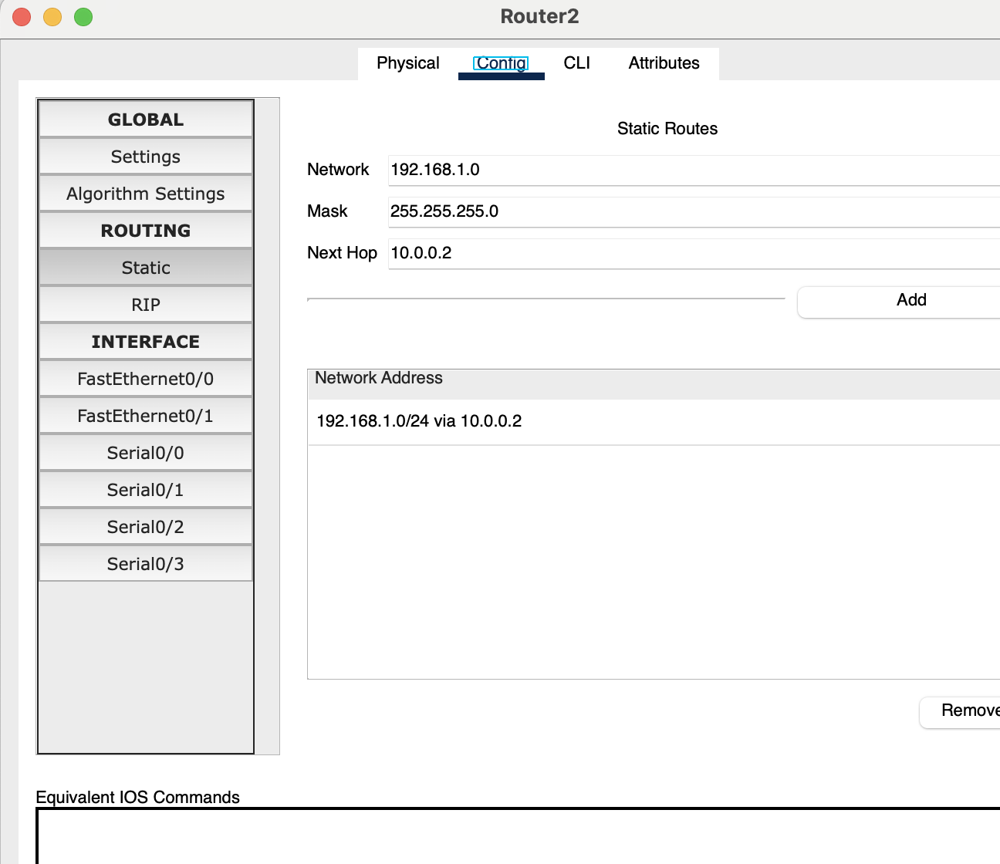 Router2
Physical Config CLI Attributes
GLOBAL
Settings
Algorithm Settings
ROUTING
Static
RIP
INTERFACE
FastEthernet0/0
FastEthernet0/1
Serial0/0
Serial0/1
Serial0/2
Serial0/3
Static Routes
Network 192.168.1.0
Mask 255.255.255.0
Next Hop 10.0.0.2
Add
Network Address
192.168.1.0/24 via 10.0.0.2
Remove
Equivalent IOS Commands